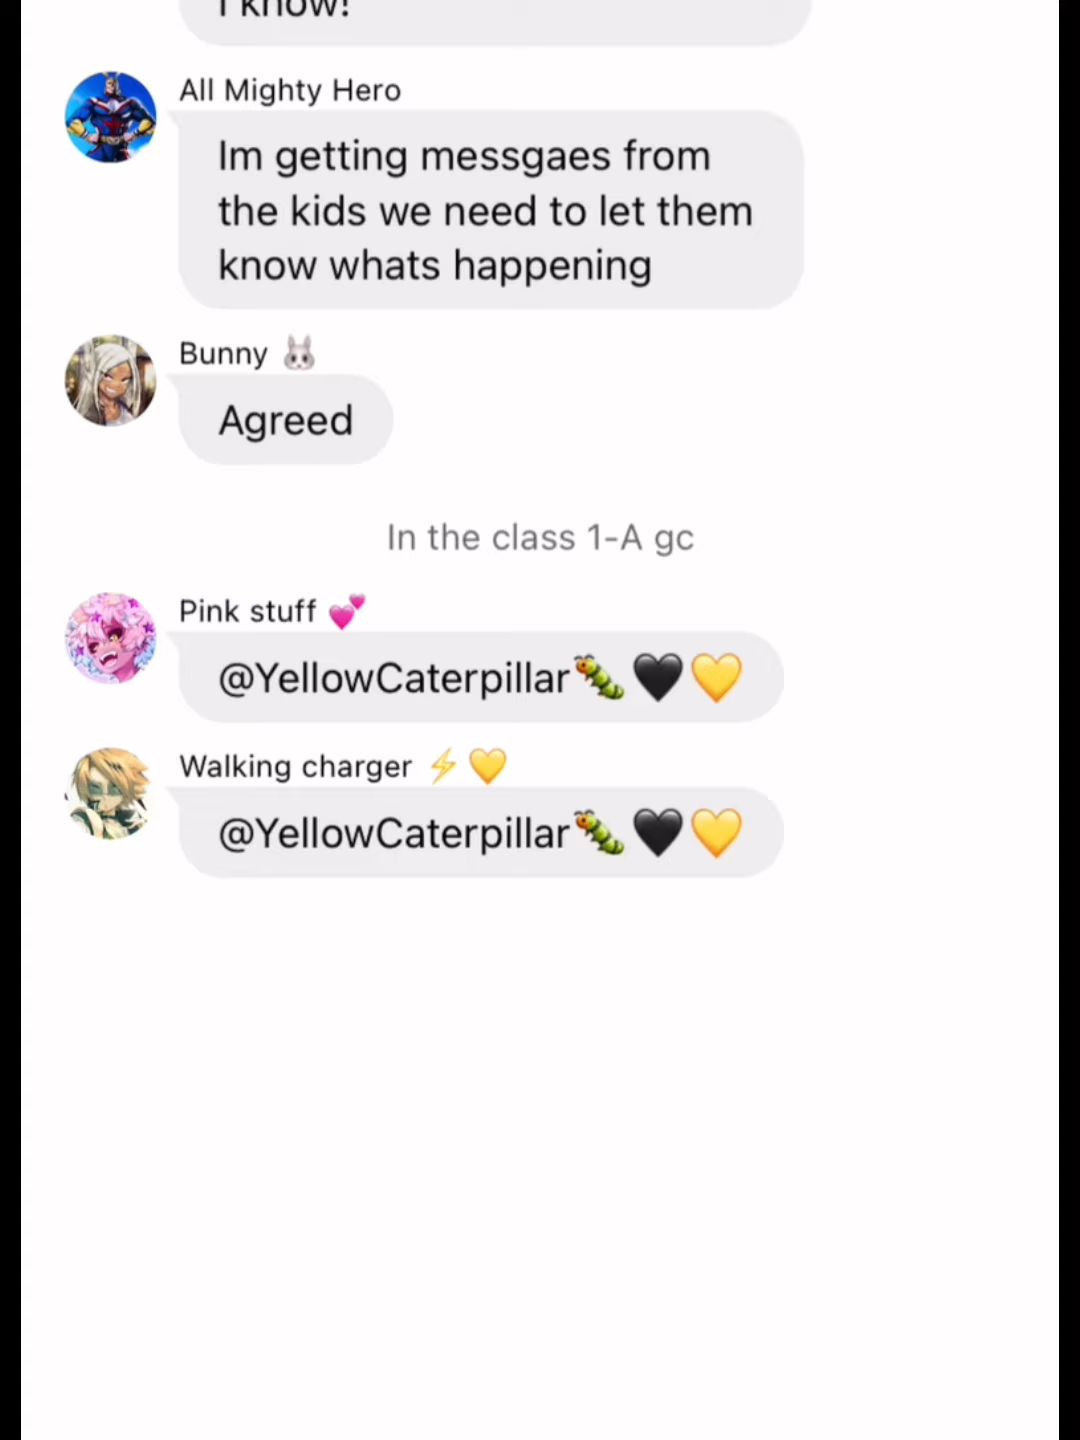 I know!
All Mighty Hero
Im getting messgaes from
the kids we need to let them
know whats happening
Bunny 🐰
Agreed
In the class 1-A gc
Pink stuff 💕
@YellowCaterpillar🐛🖤💛
Walking charger ⚡💛
@YellowCaterpillar🐛🖤💛